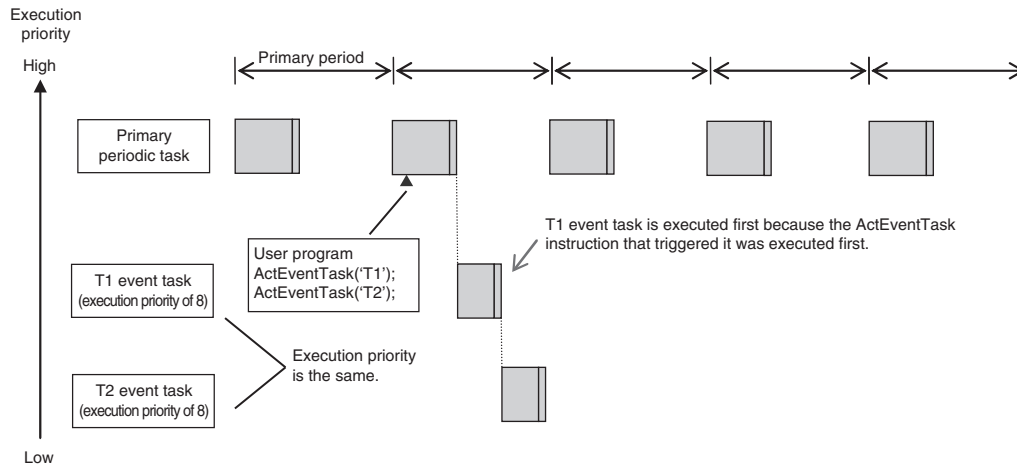 Execution
priority
High
Primary period
Primary
periodic task
T1 event task is executed first because the ActEventTask
instruction that triggered it was executed first.
User program
ActEventTask('T1');
ActEventTask('T2');
T1 event task
(execution priority of 8)
Execution priority
is the same.
T2 event task
(execution priority of 8)
Low